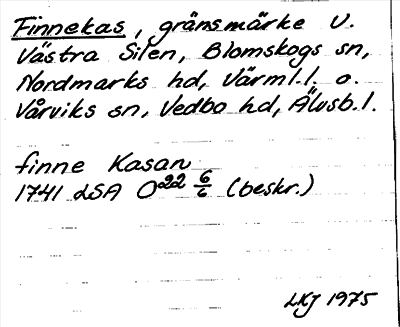 Finnekas, gränsmärke V.
Västra Silen, Blomskogs sn,
Nordmarks hd, Värml.l. o.
Vårviks sn, Vedbo hd, Älvsb.l.
finne Kasan
1741 LSA O22 6/6 (beskr.)
LKJ 1975